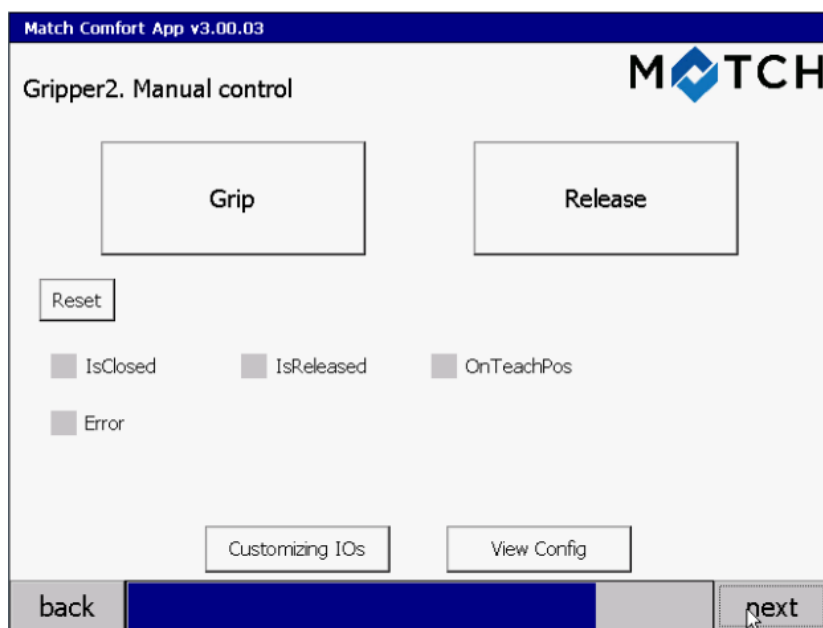 Match Comfort App v3.00.03
MATCH
Gripper2. Manual control
Grip Release
Reset
IsClosed IsReleased OnTeachPos
Error
Customizing IOs View Config
back next